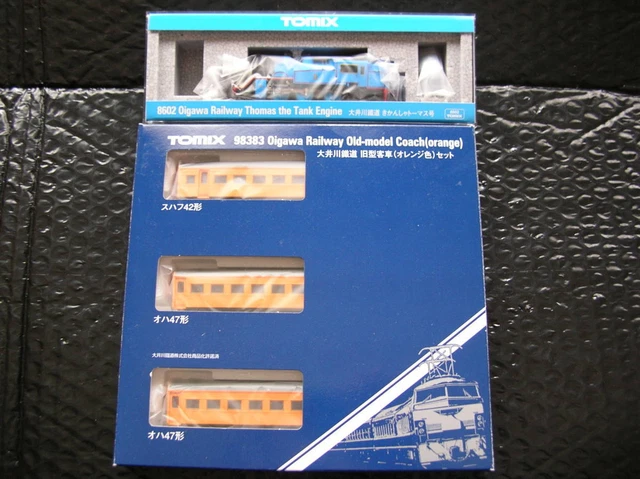 TOMIX
8602 Oigawa Railway Thomas the Tank Engine 大井川鐵道 きかんしゃトーマス号
TOMIX 98383 Oigawa Railway Old-model Coach(orange)
大井川鐵道 旧型客車(オレンジ色)セット
スハフ42形
オハ47形
大井川鐵道株式会社商品化許諾済
オハ47形